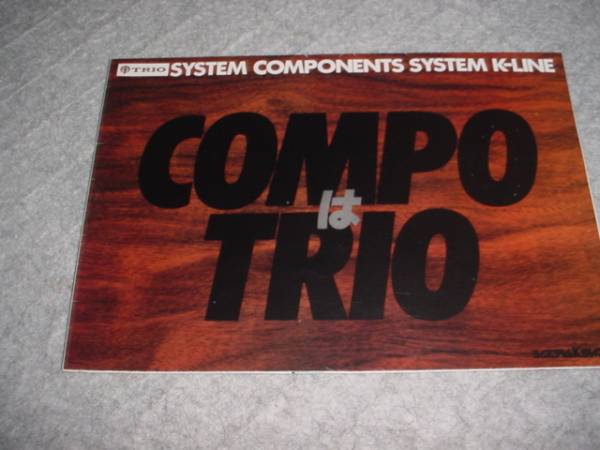 TRIO SYSTEM COMPONENTS SYSTEM K-LINE
COMPO
は
TRIO